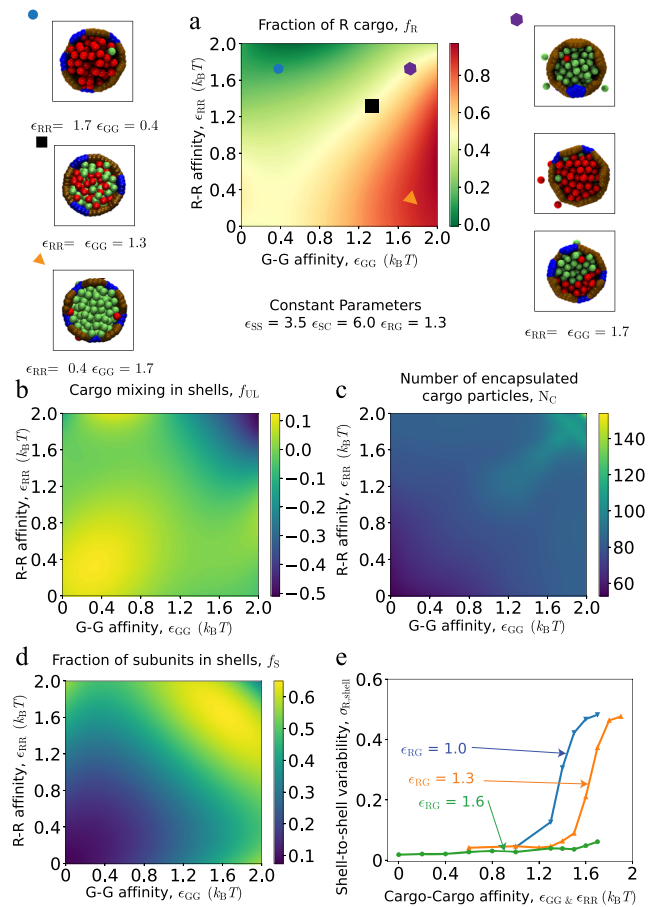 a
Fraction of R cargo, f_R
ϵ_RR= 1.7 ϵ_GG = 0.4
ϵ_RR= ϵ_GG = 1.3
ϵ_RR= 0.4 ϵ_GG = 1.7
R-R affinity, ϵ_RR (k_BT)
2.0
1.6
1.2
0.8
0.4
0
0 0.4 0.8 1.2 1.6 2.0
G-G affinity, ϵ_GG (k_BT)
0.8
0.6
0.4
0.2
0.0
ϵ_RR= ϵ_GG = 1.7
Constant Parameters
ϵ_SS = 3.5 ϵ_SC = 6.0 ϵ_RG = 1.3
b
Cargo mixing in shells, f_UL
R-R affinity, ϵ_RR (k_BT)
2.0
1.6
1.2
0.8
0.4
0
0 0.4 0.8 1.2 1.6 2.0
G-G affinity, ϵ_GG (k_BT)
0.1
0.0
−0.1
−0.2
−0.3
−0.4
−0.5
c
Number of encapsulated
cargo particles, N_C
R-R affinity, ϵ_RR (k_BT)
2.0
1.6
1.2
0.8
0.4
0
0 0.4 0.8 1.2 1.6 2.0
G-G affinity, ϵ_GG (k_BT)
140
120
100
80
60
d
Fraction of subunits in shells, f_S
R-R affinity, ϵ_RR (k_BT)
2.0
1.6
1.2
0.8
0.4
0
0 0.4 0.8 1.2 1.6 2.0
G-G affinity, ϵ_GG (k_BT)
0.6
0.5
0.4
0.3
0.2
0.1
e
Shell-to-shell variability, σ_R,shell
0.6
0.4
0.2
0
ϵ_RG = 1.0
ϵ_RG = 1.3
ϵ_RG = 1.6
0 0.4 0.8 1.2 1.6 2
Cargo-Cargo affinity, ϵ_GG & ϵ_RR(k_BT)